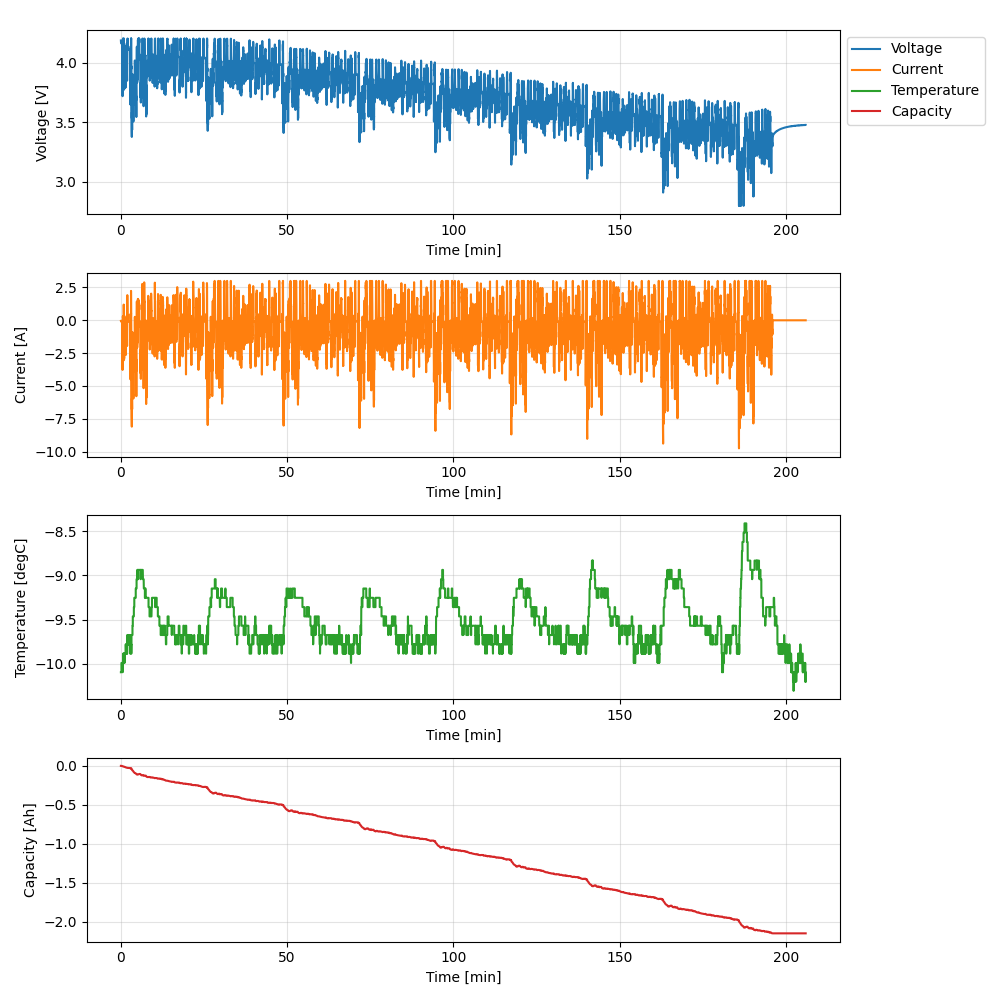 4.0
3.5
3.0
Voltage [V]
0 50 100 150 200
Time [min]
Voltage
Current
Temperature
Capacity
2.5
0.0
−2.5
−5.0
−7.5
−10.0
Current [A]
0 50 100 150 200
Time [min]
−8.5
−9.0
−9.5
−10.0
Temperature [degC]
0 50 100 150 200
Time [min]
0.0
−0.5
−1.0
−1.5
−2.0
Capacity [Ah]
0 50 100 150 200
Time [min]